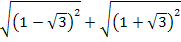 √((1 − √3)²) + √((1 + √3)²)